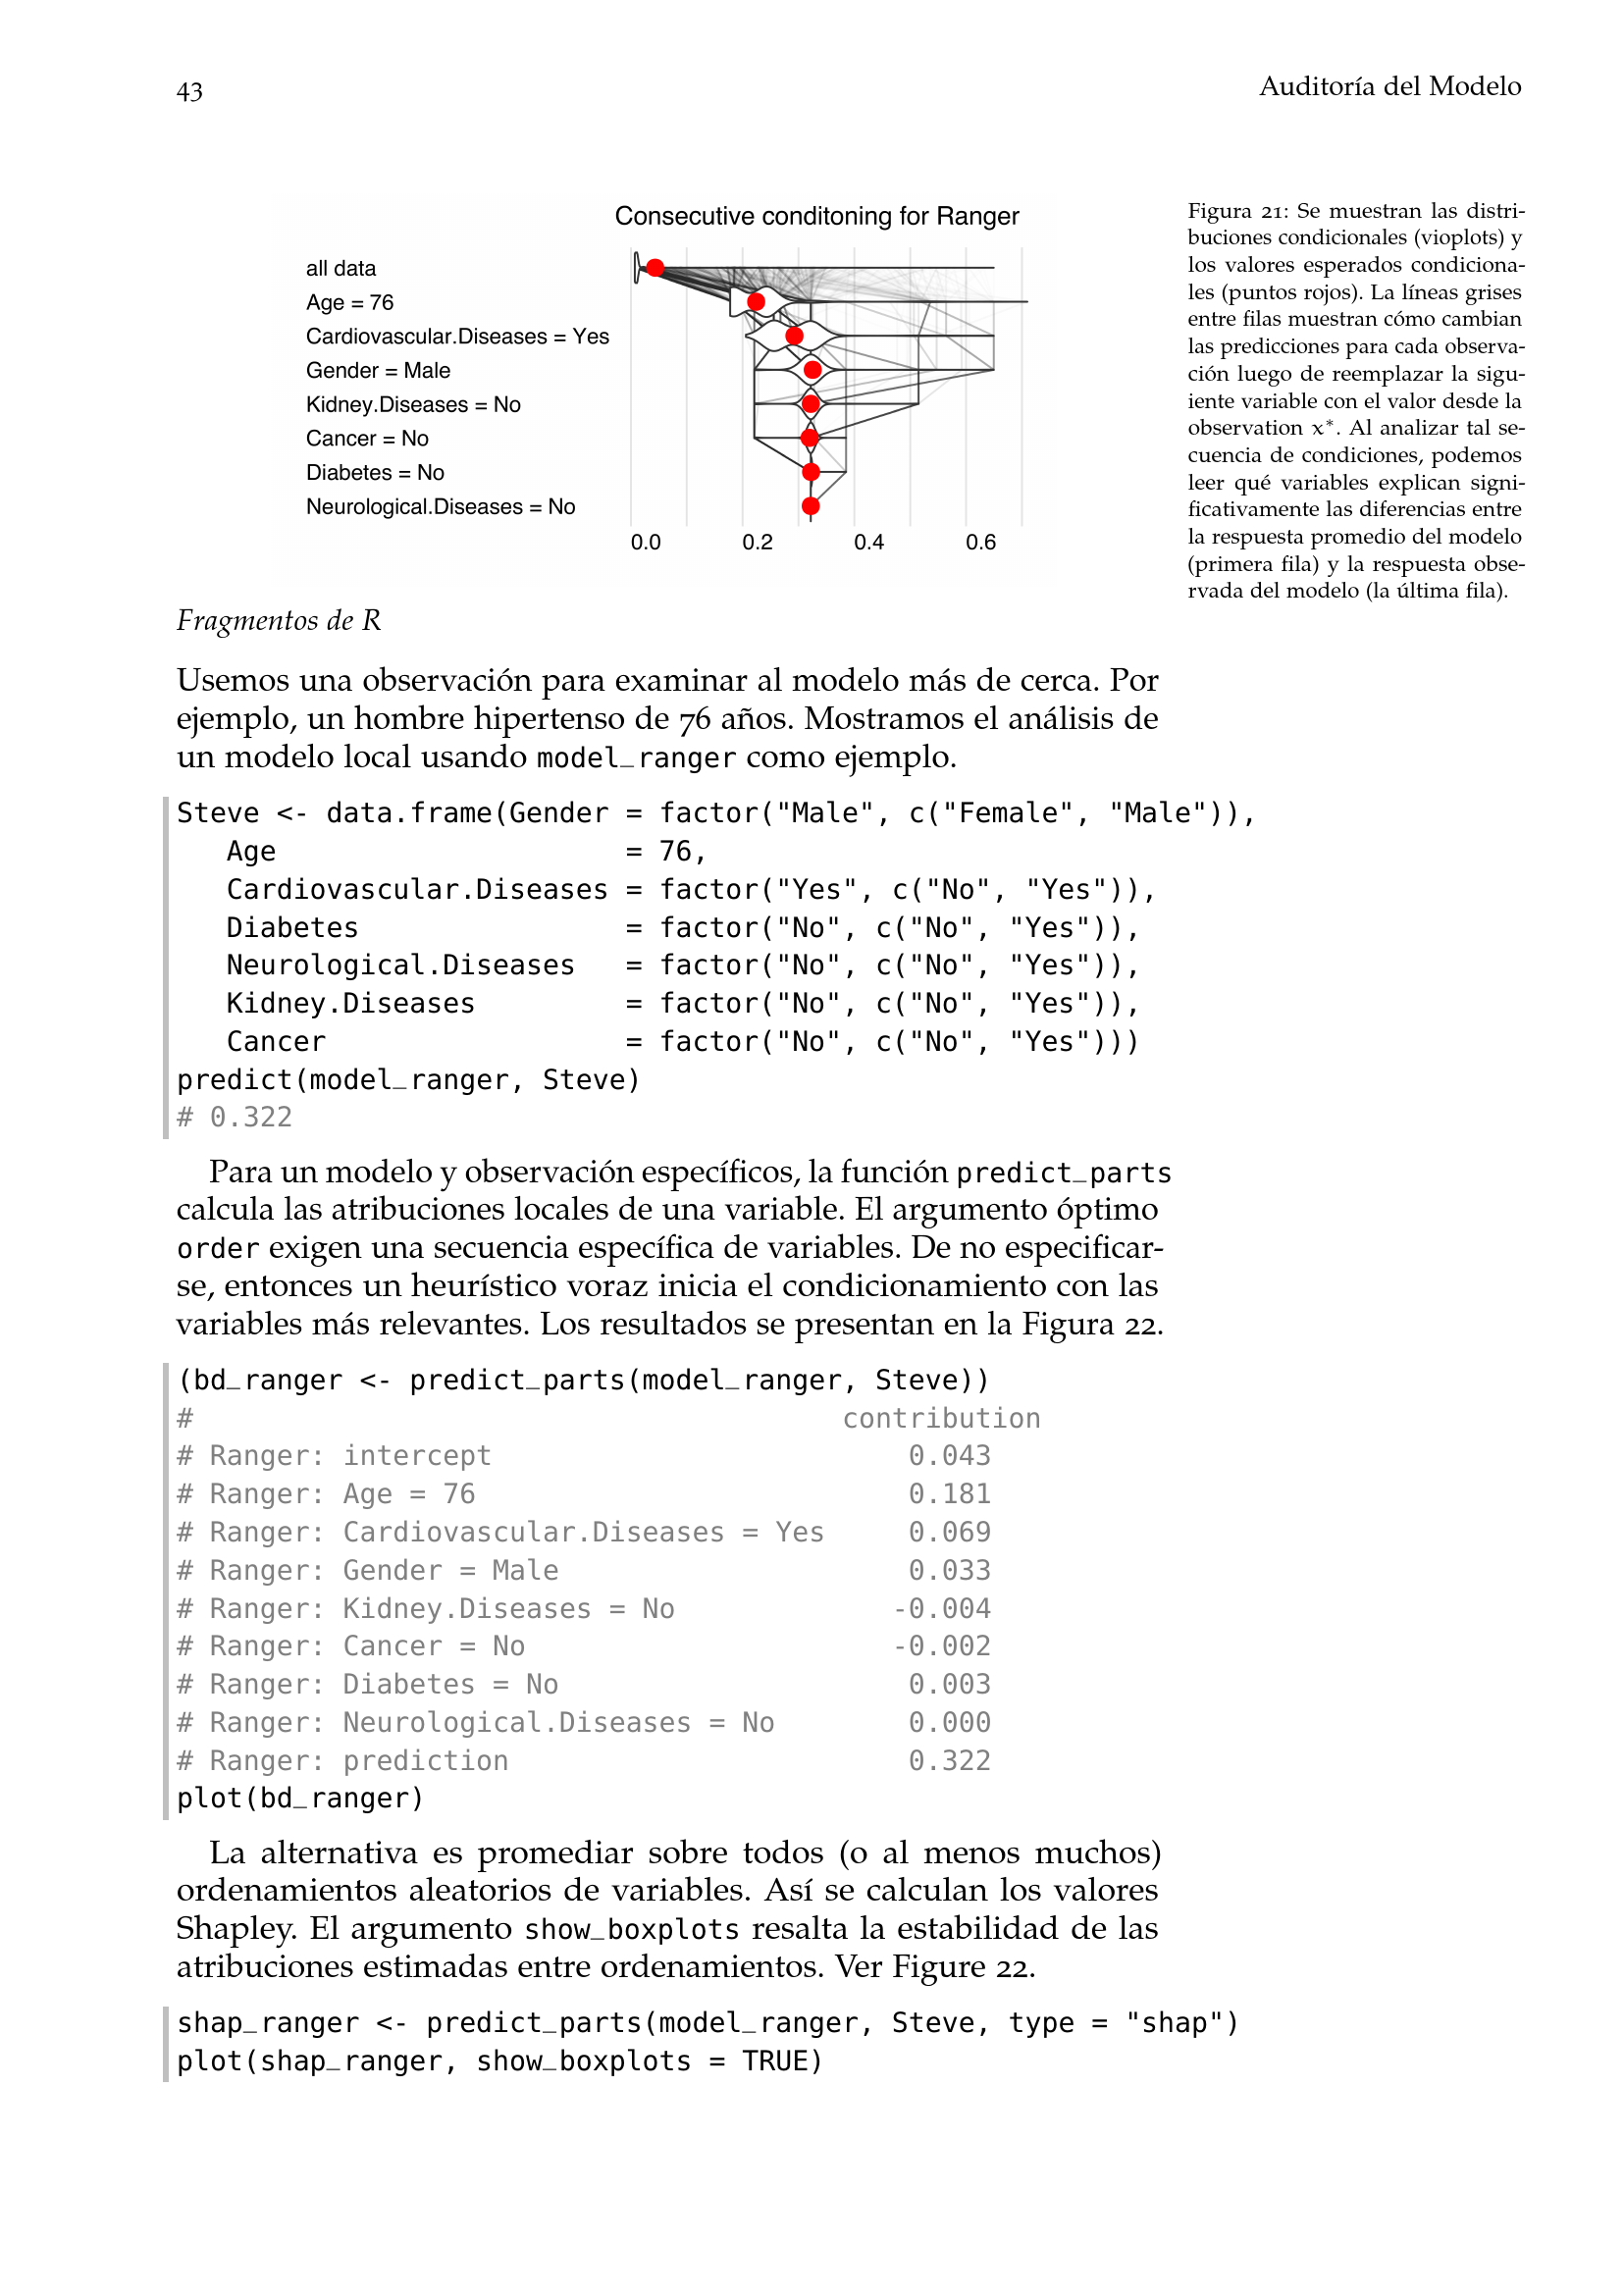 43
Auditoría del Modelo
Consecutive conditoning for Ranger
all data
Age = 76
Cardiovascular.Diseases = Yes
Gender = Male
Kidney.Diseases = No
Cancer = No
Diabetes = No
Neurological.Diseases = No
0.0 0.2 0.4 0.6
Figura 21: Se muestran las distri-
buciones condicionales (vioplots) y
los valores esperados condiciona-
les (puntos rojos). La líneas grises
entre filas muestran cómo cambian
las predicciones para cada observa-
ción luego de reemplazar la sigu-
iente variable con el valor desde la
observation x*. Al analizar tal se-
cuencia de condiciones, podemos
leer qué variables explican signi-
ficativamente las diferencias entre
la respuesta promedio del modelo
(primera fila) y la respuesta obse-
rvada del modelo (la última fila).
Fragmentos de R
Usemos una observación para examinar al modelo más de cerca. Por
ejemplo, un hombre hipertenso de 76 años. Mostramos el análisis de
un modelo local usando model_ranger como ejemplo.
Steve <- data.frame(Gender = factor("Male", c("Female", "Male")),
   Age                     = 76,
   Cardiovascular.Diseases = factor("Yes", c("No", "Yes")),
   Diabetes                = factor("No", c("No", "Yes")),
   Neurological.Diseases   = factor("No", c("No", "Yes")),
   Kidney.Diseases         = factor("No", c("No", "Yes")),
   Cancer                  = factor("No", c("No", "Yes")))
predict(model_ranger, Steve)
# 0.322
Para un modelo y observación específicos, la función predict_parts
calcula las atribuciones locales de una variable. El argumento óptimo
order exigen una secuencia específica de variables. De no especificar-
se, entonces un heurístico voraz inicia el condicionamiento con las
variables más relevantes. Los resultados se presentan en la Figura 22.
(bd_ranger <- predict_parts(model_ranger, Steve))
#                                       contribution
# Ranger: intercept                         0.043
# Ranger: Age = 76                          0.181
# Ranger: Cardiovascular.Diseases = Yes     0.069
# Ranger: Gender = Male                     0.033
# Ranger: Kidney.Diseases = No             -0.004
# Ranger: Cancer = No                      -0.002
# Ranger: Diabetes = No                     0.003
# Ranger: Neurological.Diseases = No        0.000
# Ranger: prediction                        0.322
plot(bd_ranger)
La alternativa es promediar sobre todos (o al menos muchos)
ordenamientos aleatorios de variables. Así se calculan los valores
Shapley. El argumento show_boxplots resalta la estabilidad de las
atribuciones estimadas entre ordenamientos. Ver Figure 22.
shap_ranger <- predict_parts(model_ranger, Steve, type = "shap")
plot(shap_ranger, show_boxplots = TRUE)